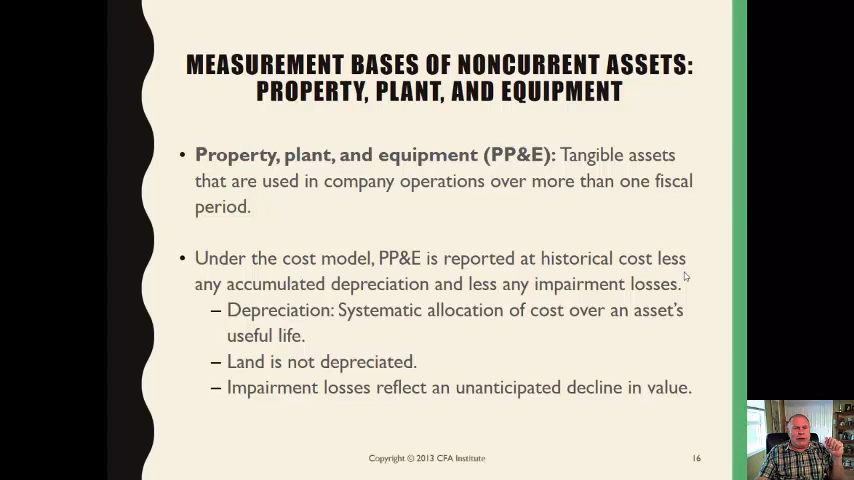 MEASUREMENT BASES OF NONCURRENT ASSETS:
PROPERTY, PLANT, AND EQUIPMENT
• Property, plant, and equipment (PP&E): Tangible assets
that are used in company operations over more than one fiscal
period.
• Under the cost model, PP&E is reported at historical cost less
any accumulated depreciation and less any impairment losses.
– Depreciation: Systematic allocation of cost over an asset's
useful life.
– Land is not depreciated.
– Impairment losses reflect an unanticipated decline in value.
Copyright © 2013 CFA Institute
16